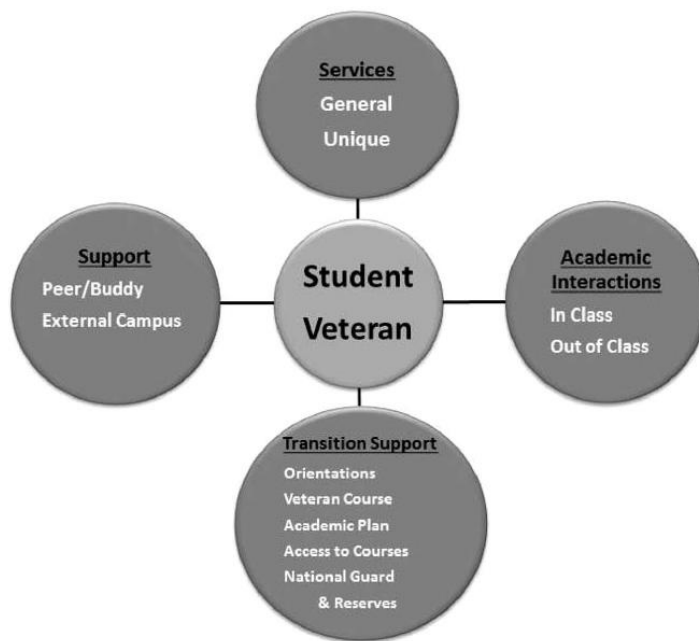 Services
General
Unique
Support
Peer/Buddy
External Campus
Student
Veteran
Academic
Interactions
In Class
Out of Class
Transition Support
Orientations
Veteran Course
Academic Plan
Access to Courses
National Guard
& Reserves